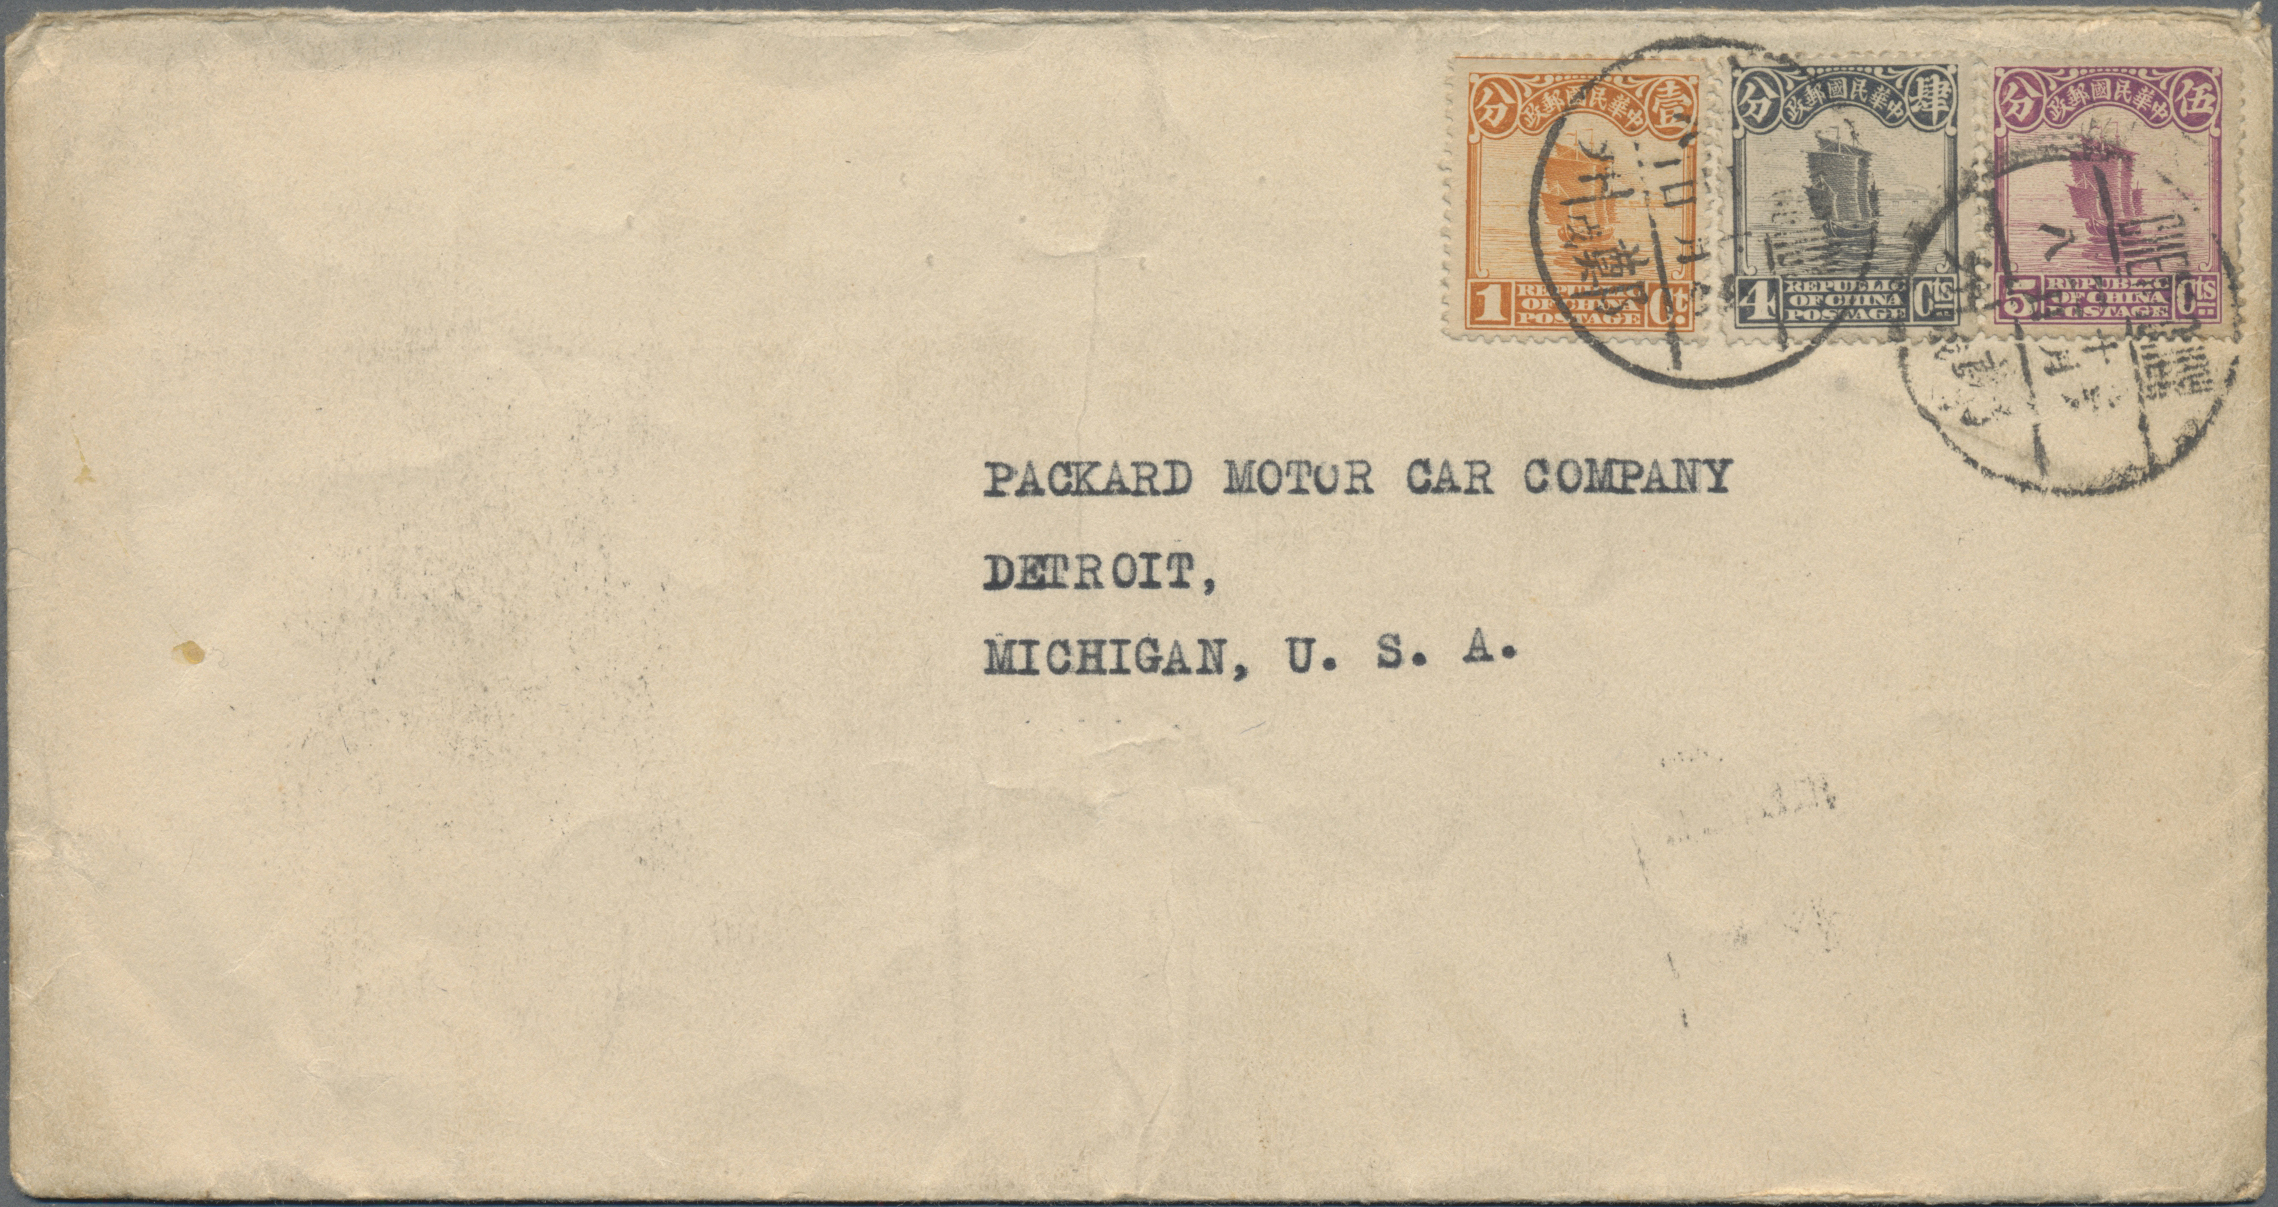 分 中華民國郵政 壹
1 REPUBLIC OF CHINA POSTAGE Ct.
分 中華民國郵政 肆
4 REPUBLIC OF CHINA POSTAGE Cts
分 中華民國郵政 伍
5 REPUBLIC OF CHINA POSTAGE Cts
PACKARD MOTOR CAR COMPANY
DETROIT,
MICHIGAN, U. S. A.